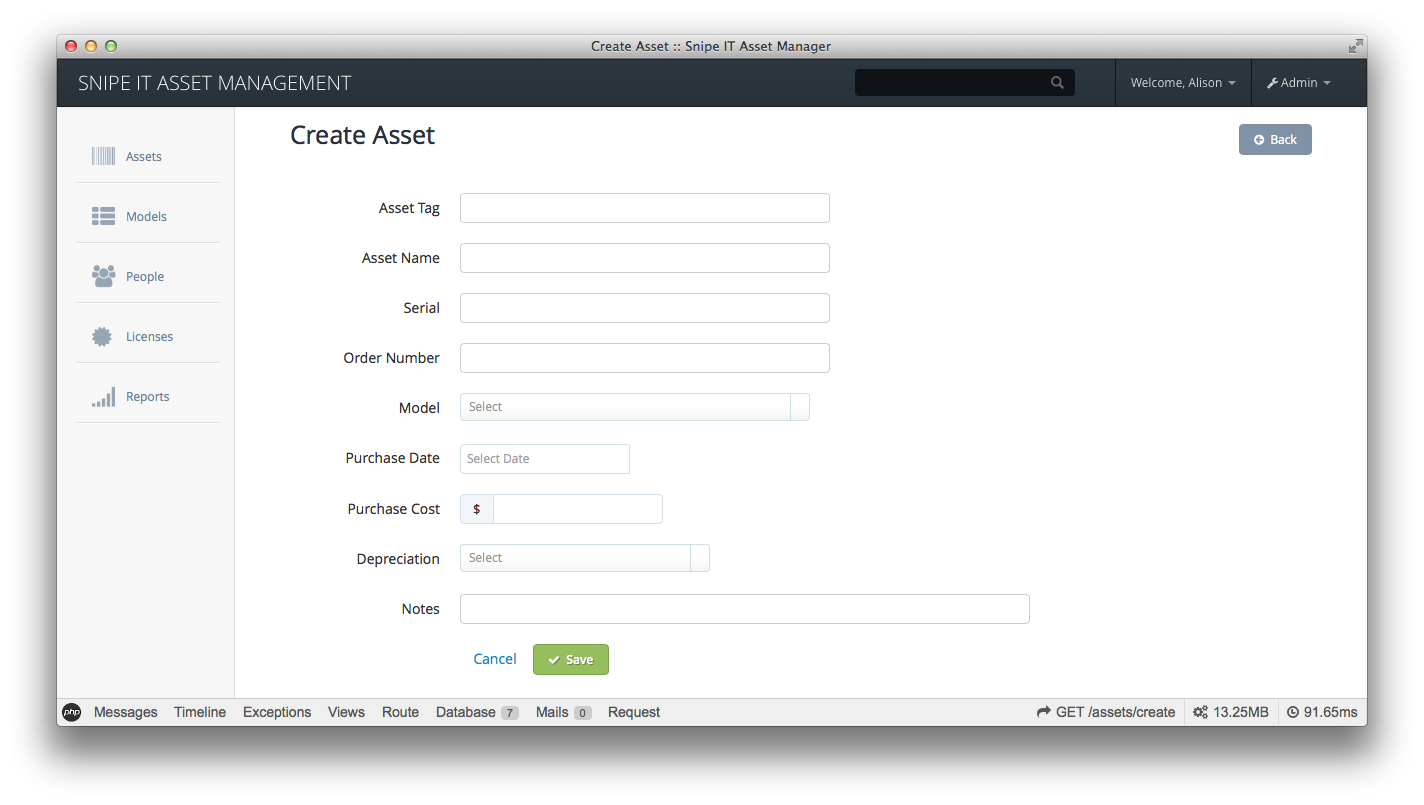 Create Asset :: Snipe IT Asset Manager
SNIPE IT ASSET MANAGEMENT
Welcome, Alison
Admin
Assets
Models
People
Licenses
Reports
Create Asset
Back
Asset Tag
Asset Name
Serial
Order Number
Model Select
Purchase Date Select Date
Purchase Cost $
Depreciation Select
Notes
Cancel Save
php Messages Timeline Exceptions Views Route Database 7 Mails 0 Request GET /assets/create 13.25MB 91.65ms